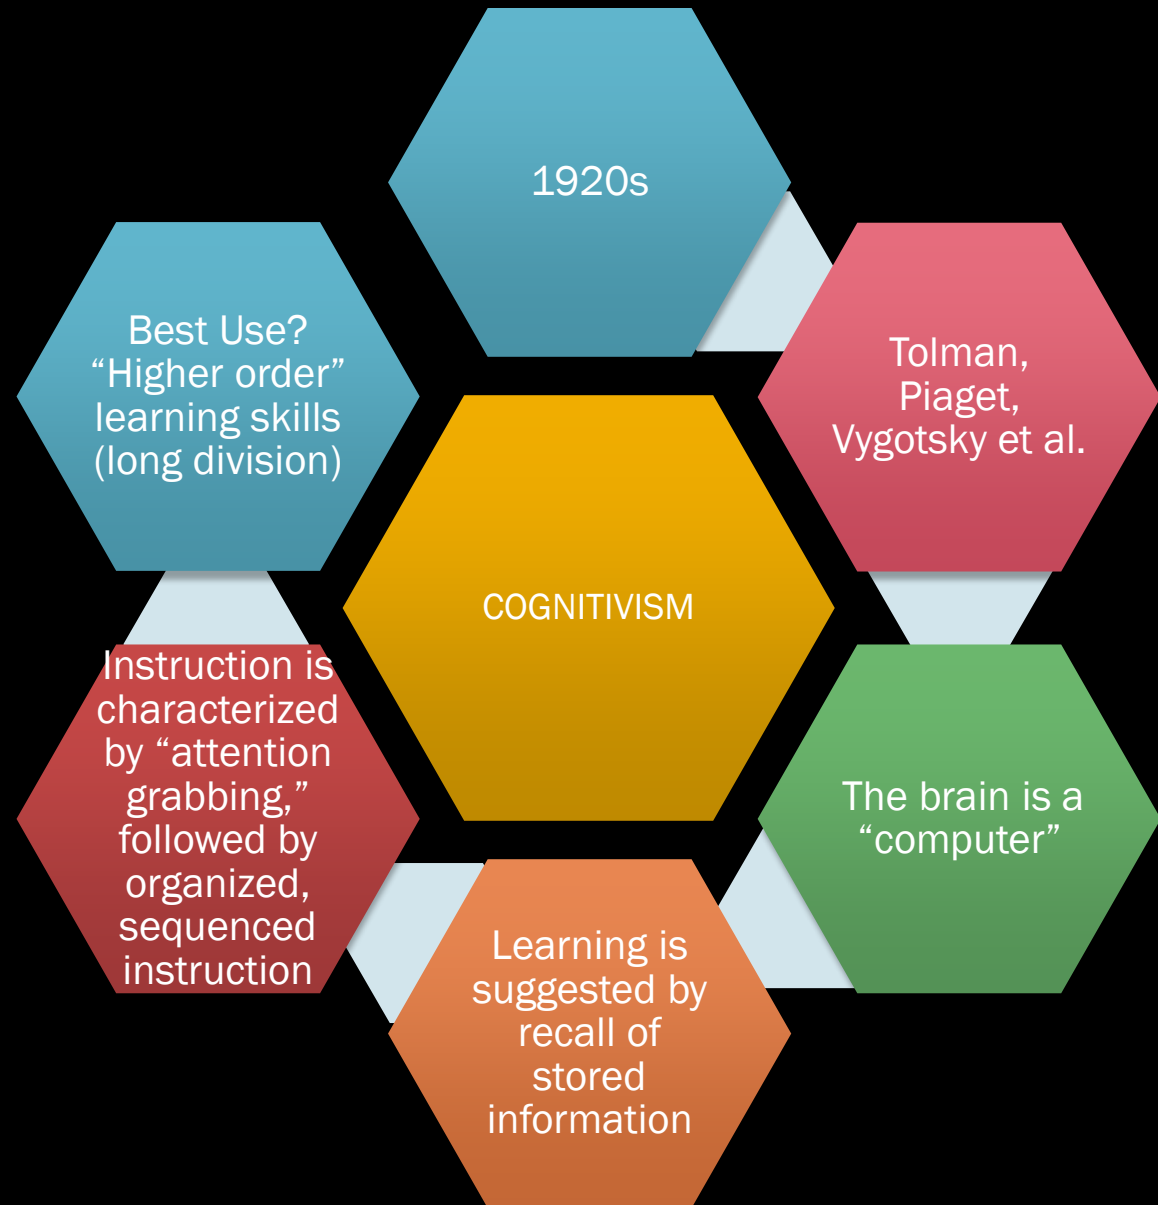 1920s
Tolman,
Piaget,
Vygotsky et al.
The brain is a
“computer”
Learning is
suggested by
recall of
stored
information
Instruction is
characterized
by “attention
grabbing,”
followed by
organized,
sequenced
instruction
Best Use?
“Higher order”
learning skills
(long division)
COGNITIVISM